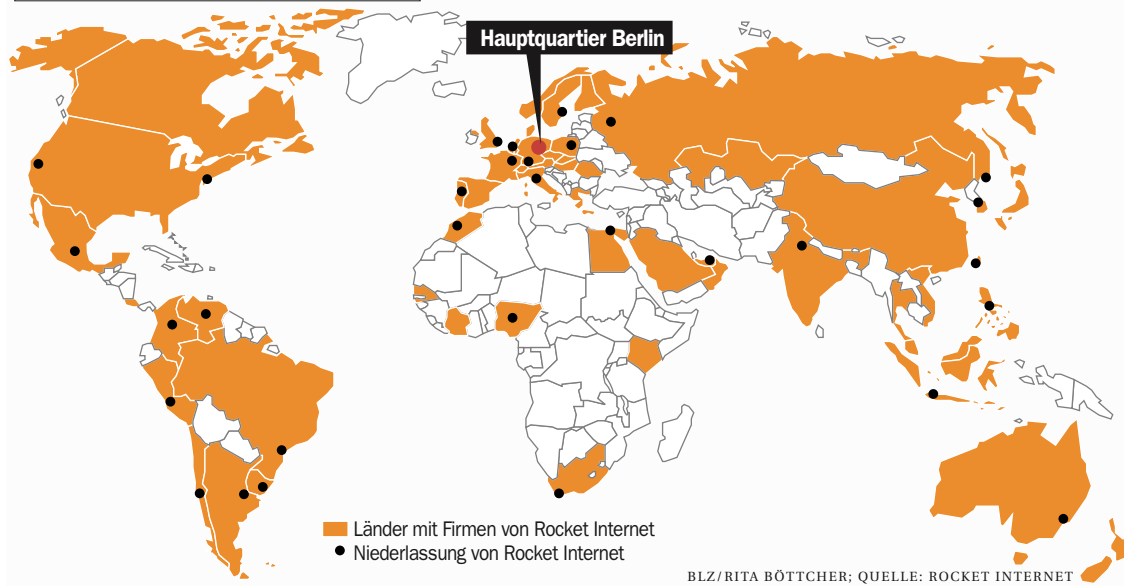 Hauptquartier Berlin
Länder mit Firmen von Rocket Internet
Niederlassung von Rocket Internet
BLZ/RITA BÖTTCHER; QUELLE: ROCKET INTERNET